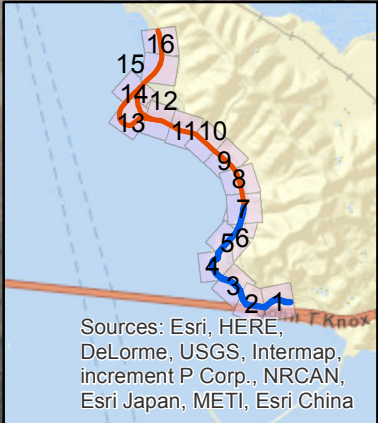 16
15
14 12
13
11 10
9
8
7
5 6
4
3
2 1
T Knox
Sources: Esri, HERE,
DeLorme, USGS, Intermap,
increment P Corp., NRCAN,
Esri Japan, METI, Esri China